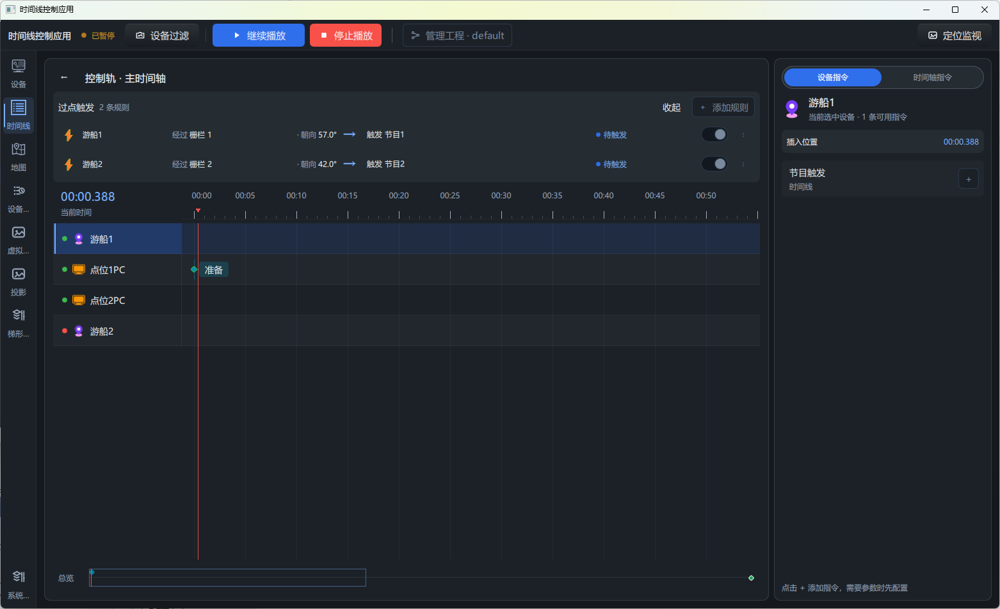 时间线控制应用
时间线控制应用 已暂停 设备过滤 继续播放 停止播放 管理工程 · default 定位监视
设备
时间线
地图
设备...
虚拟...
投影
梯形...
系统...
← 控制轨 · 主时间轴
过点触发 2 条规则 收起 + 添加规则
游船1 经过 栅栏 1 · 朝向 57.0° 触发 节目1 待触发
游船2 经过 栅栏 2 · 朝向 42.0° 触发 节目2 待触发
00:00.388 00:00 00:05 00:10 00:15 00:20 00:25 00:30 00:35 00:40 00:45 00:50
当前时间
游船1
点位1PC 准备
点位2PC
游船2
总览
设备指令 时间轴指令
游船1
当前选中设备 · 1 条可用指令
插入位置 00:00.388
节目触发 +
时间线
点击 + 添加指令，需要参数时先配置